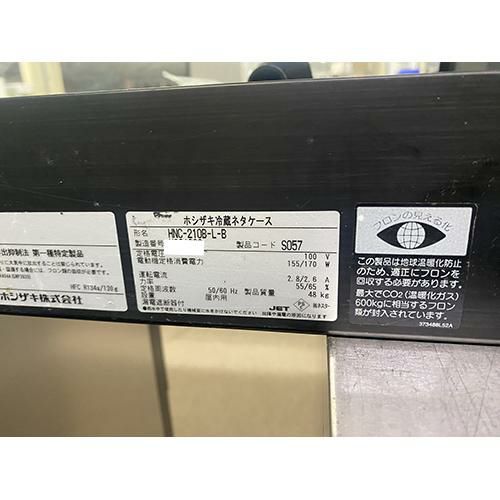 出抑制法 第一種特定製品
HFC R134a/130g
ホシザキ株式会社
ホシザキ冷蔵ネタケース
形名 HNC-210B-L-B
製造番号 製品コード S057
定格電圧 100 V
電動機定格消費電力 155/170 W
運転電流 2.8/2.6 A
力率 55/65 %
定格周波数 50/60 Hz 製品質量 48 kg
設置 屋内用
漏電遮断器付 JET
フロンの見える化
この製品は地球温暖化防止
のため、適正にフロンを
回収する必要があります。
最大でCO2(温暖化ガス)
600kgに相当するフロン
類が封入されています。
373488L52A